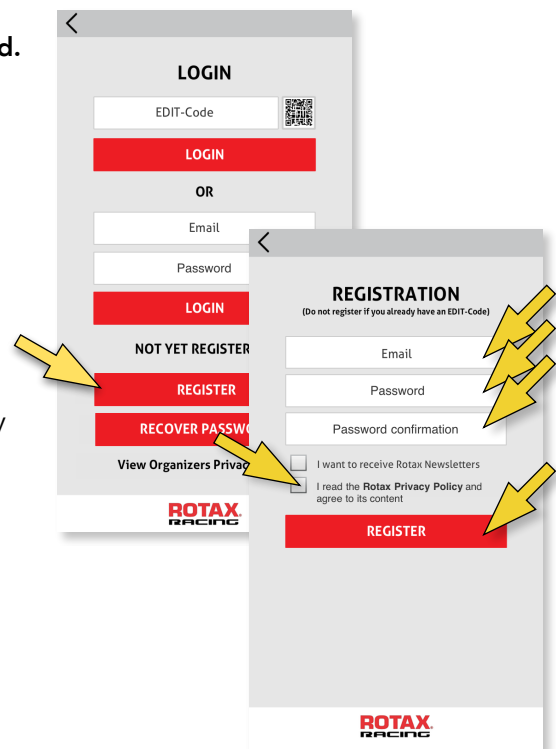 d.
LOGIN
EDIT-Code
LOGIN
OR
Email
Password
LOGIN
NOT YET REGISTER
REGISTER
RECOVER PASSWO
View Organizers Privac
ROTAX.
RACING
y
REGISTRATION
(Do not register if you already have an EDIT-Code)
Email
Password
Password confirmation
I want to receive Rotax Newsletters
I read the Rotax Privacy Policy and
agree to its content
REGISTER
ROTAX.
RACING